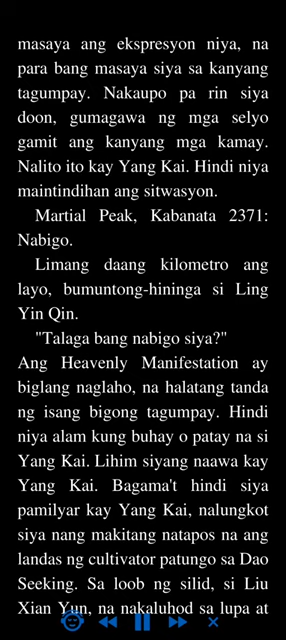 masaya ang ekspresyon niya, na
para bang masaya siya sa kanyang
tagumpay. Nakaupo pa rin siya
doon, gumagawa ng mga selyo
gamit ang kanyang mga kamay.
Nalito ito kay Yang Kai. Hindi niya
maintindihan ang sitwasyon.
Martial Peak, Kabanata 2371:
Nabigo.
Limang daang kilometro ang
layo, bumuntong-hininga si Ling
Yin Qin.
"Talaga bang nabigo siya?"
Ang Heavenly Manifestation ay
biglang naglaho, na halatang tanda
ng isang bigong tagumpay. Hindi
niya alam kung buhay o patay na si
Yang Kai. Lihim siyang naawa kay
Yang Kai. Bagama't hindi siya
pamilyar kay Yang Kai, nalungkot
siya nang makitang natapos na ang
landas ng cultivator patungo sa Dao
Seeking. Sa loob ng silid, si Liu
Xian Yun, na nakaluhod sa lupa at